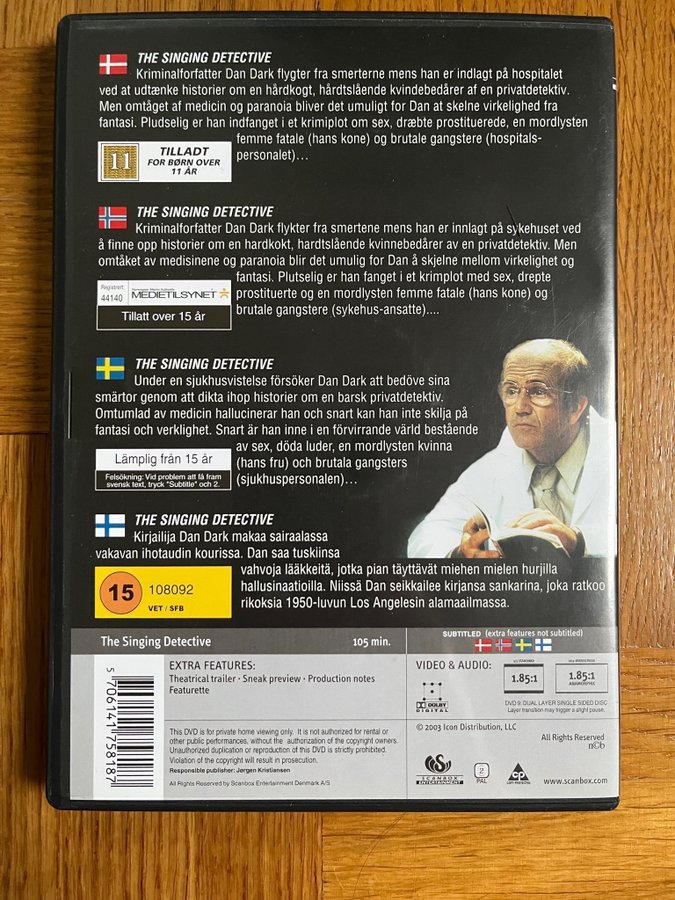 THE SINGING DETECTIVE
Kriminalforfatter Dan Dark flygter fra smerterne mens han er indlagt på hospitalet
ved at udtænke historier om en hårdkogt, hårdtslående kvindebedårer af en privatdetektiv.
Men omtåget af medicin og paranoia bliver det umuligt for Dan at skelne virkelighed fra
fantasi. Pludselig er han indfanget i et krimiplot om sex, dræbte prostituerede, en mordlysten
femme fatale (hans kone) og brutale gangstere (hospitals-
personalet)…
11
TILLADT
FOR BØRN OVER
11 ÅR
THE SINGING DETECTIVE
Kriminalforfatter Dan Dark flykter fra smertene mens han er innlagt på sykehuset ved
å finne opp historier om en hardkokt, hardtslående kvinnebedårer av en privatdetektiv. Men
omtåket av medisinene og paranoia blir det umulig for Dan å skjelne mellom virkelighet og
fantasi. Plutselig er han fanget i et krimplot med sex, drepte
prostituerte og en mordlysten femme fatale (hans kone) og
brutale gangstere (sykehus-ansatte)....
Registrert:
44140
MEDIETILSYNET
Tillatt over 15 år
THE SINGING DETECTIVE
Under en sjukhusvistelse försöker Dan Dark att bedöve sina
smärtor genom att dikta ihop historier om en barsk privatdetektiv.
Omtumlad av medicin hallucinerar han och snart kan han inte skilja på
fantasi och verklighet. Snart är han inne i en förvirrande värld bestående
av sex, döda luder, en mordlysten kvinna
(hans fru) och brutala gangsters
(sjukhuspersonalen)…
Lämplig från 15 år
Felsökning: Vid problem att få fram
svensk text, tryck "Subtitle" och 2.
THE SINGING DETECTIVE
Kirjailija Dan Dark makaa sairaalassa
vakavan ihotaudin kourissa. Dan saa tuskiinsa
vahvoja lääkkeitä, jotka pian täyttävät miehen mielen hurjilla
hallusinaatioilla. Niissä Dan seikkailee kirjansa sankarina, joka ratkoo
rikoksia 1950-luvun Los Angelesin alamaailmassa.
15
108092
VET / SFB
The Singing Detective
105 min.
SUBTITLED (extra features not subtitled)
EXTRA FEATURES:
Theatrical trailer · Sneak preview · Production notes
Featurette
VIDEO & AUDIO:
1.85:1
1.85:1
ANAMORPHIC
DOLBY
DIGITAL
DVD 9: DUAL LAYER SINGLE SIDED DISC
Layer transition may trigger a slight pause.
This DVD is for private home viewing only. It is not authorized for rental or
other public performances, without the authorization of the copyright owners.
Unauthorized duplication or reproduction of this DVD is strictly prohibited.
Violation of the copyright will result in prosecution.
Responsible publisher: Jørgen Kristiansen
All Rights Reserved by Scanbox Entertainment Denmark A/S
© 2003 Icon Distribution, LLC
All Rights Reserved
SCANBOX
ENTERTAINMENT
2
PAL
www.scanbox.com
5 706141 758187